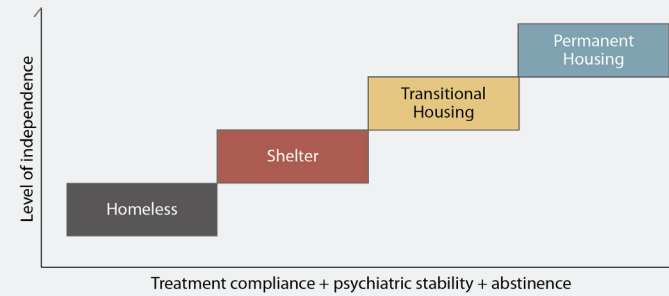 Permanent
Housing
Transitional
Housing
Shelter
Homeless
Level of independence
Treatment compliance + psychiatric stability + abstinence